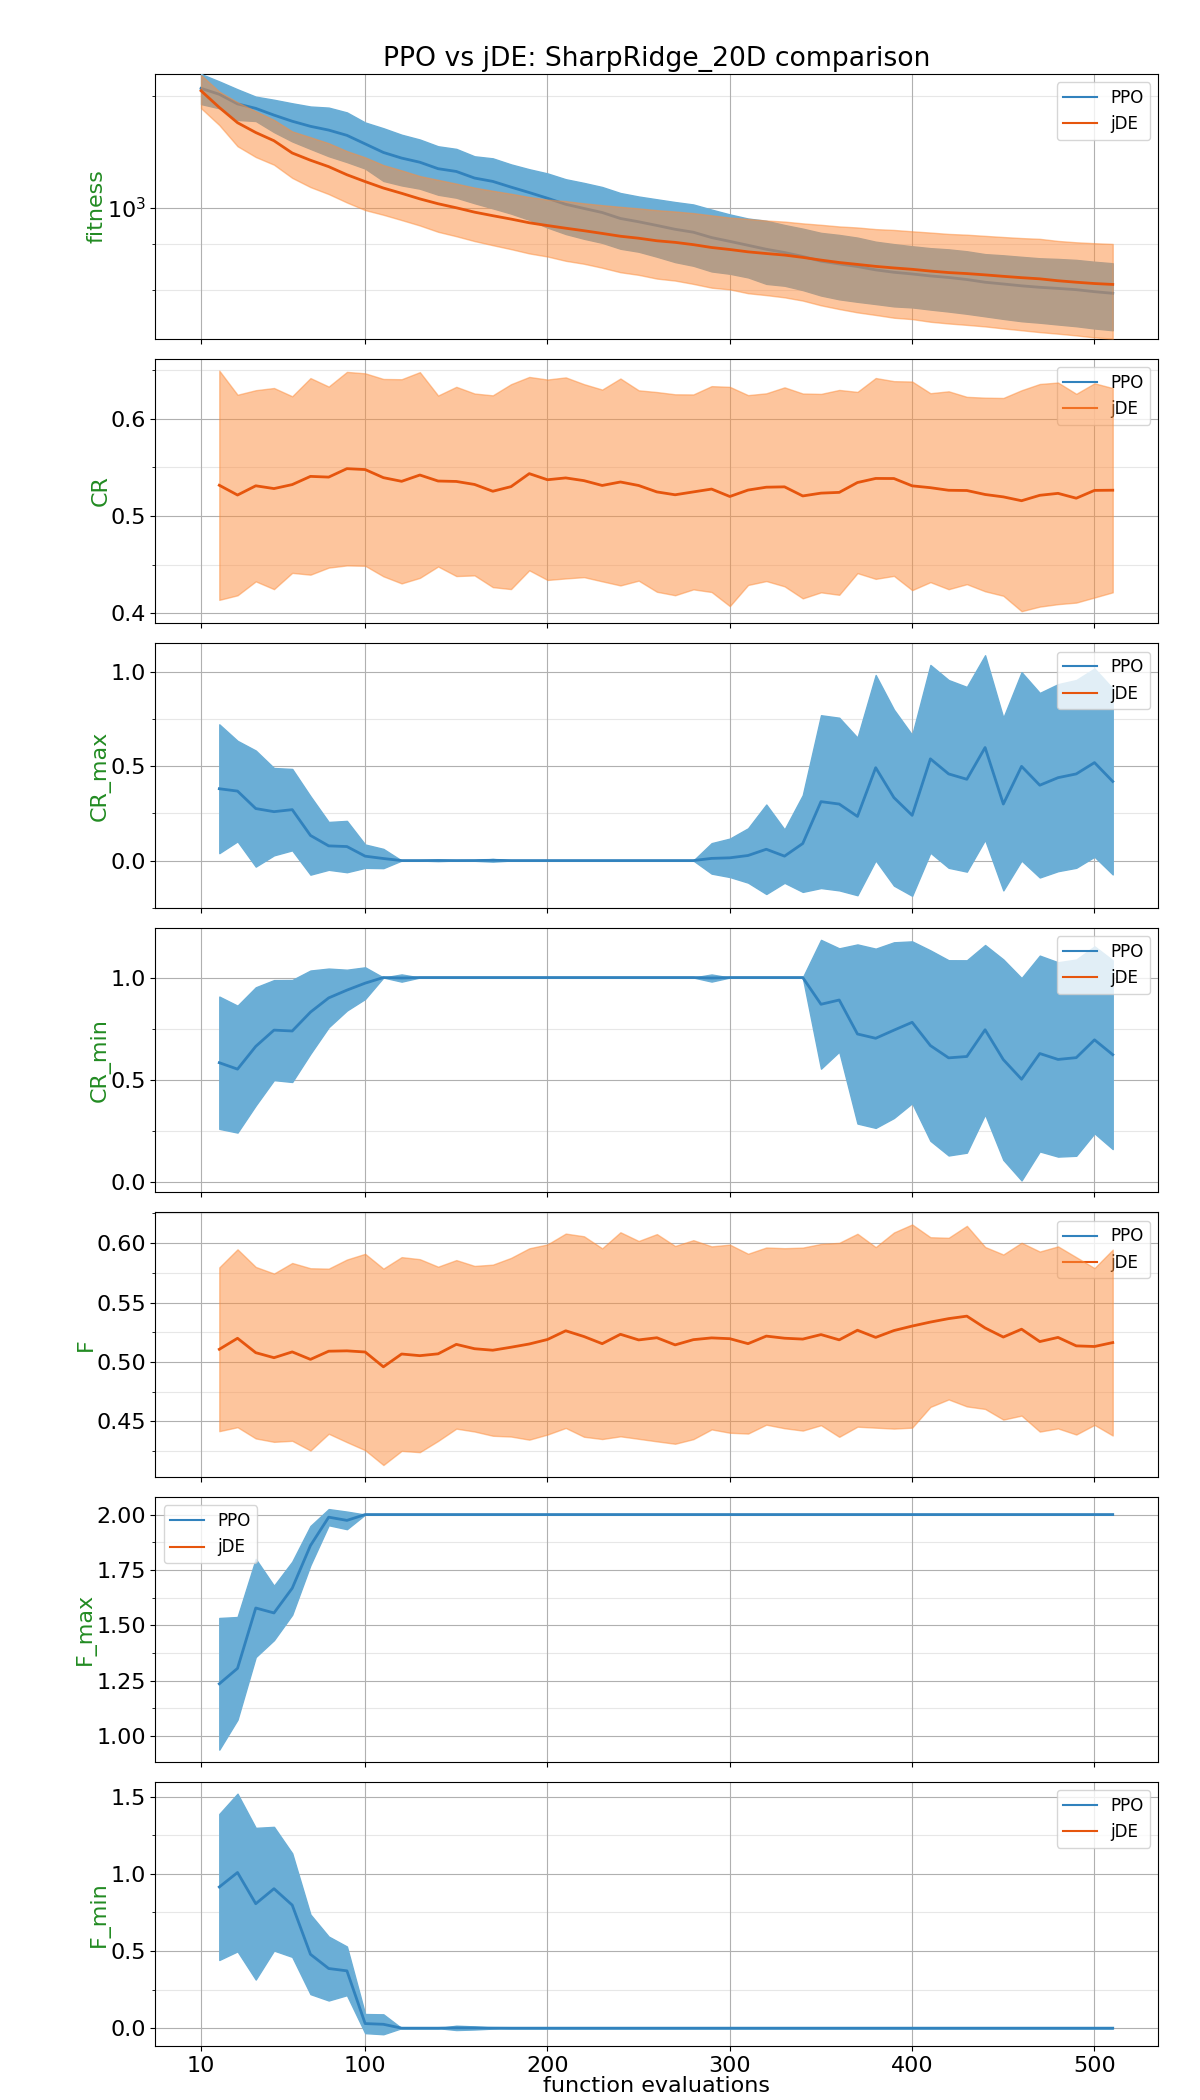 PPO vs jDE: SharpRidge_20D comparison
fitness
10³
PPO
jDE
CR
0.6
0.5
0.4
PPO
jDE
CR_max
1.0
0.5
0.0
PPO
jDE
CR_min
1.0
0.5
0.0
PPO
jDE
F
0.60
0.55
0.50
0.45
PPO
jDE
F_max
2.00
1.75
1.50
1.25
1.00
PPO
jDE
F_min
1.5
1.0
0.5
0.0
PPO
jDE
10 100 200 300 400 500
function evaluations